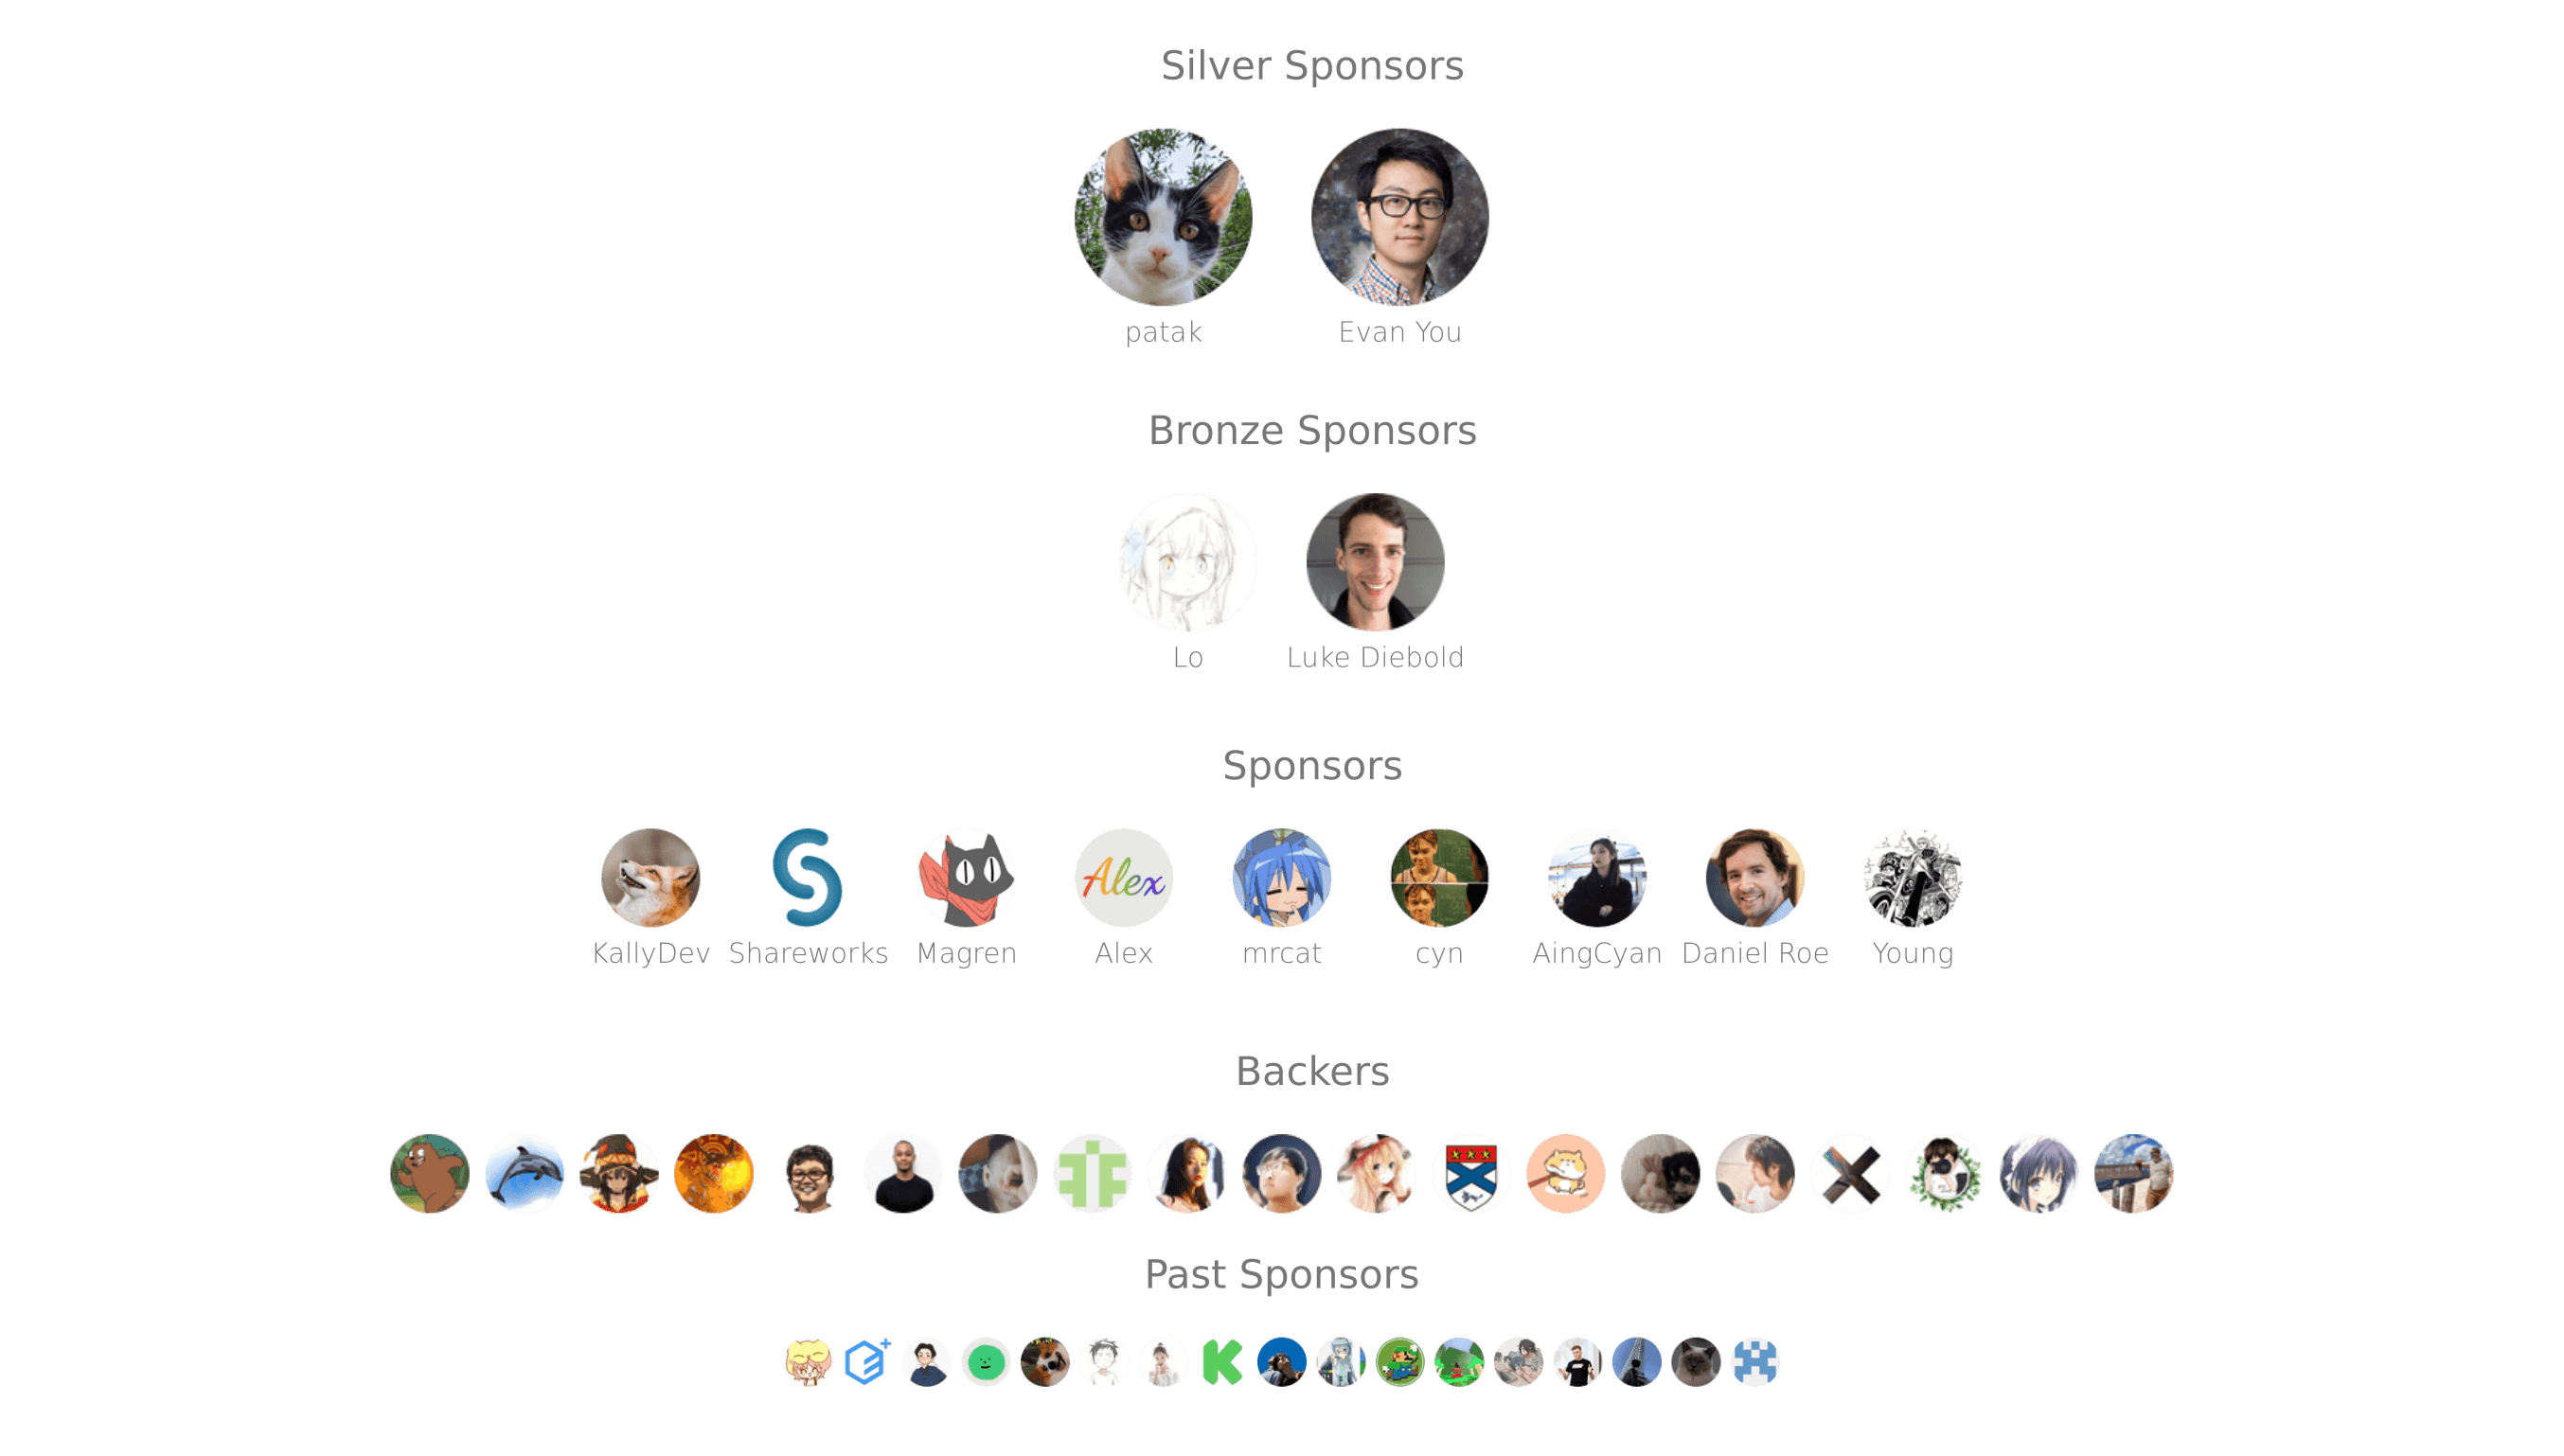 Silver Sponsors
patak Evan You
Bronze Sponsors
Lo Luke Diebold
Sponsors
Alex
KallyDev Shareworks Magren Alex mrcat cyn AingCyan Daniel Roe Young
Backers
Past Sponsors